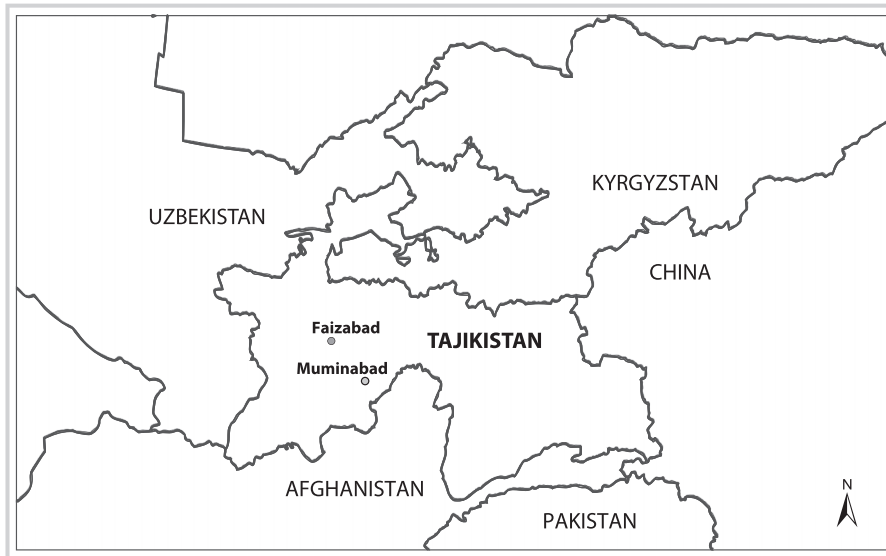 KYRGYZSTAN
UZBEKISTAN
CHINA
Faizabad
TAJIKISTAN
Muminabad
AFGHANISTAN
N
PAKISTAN